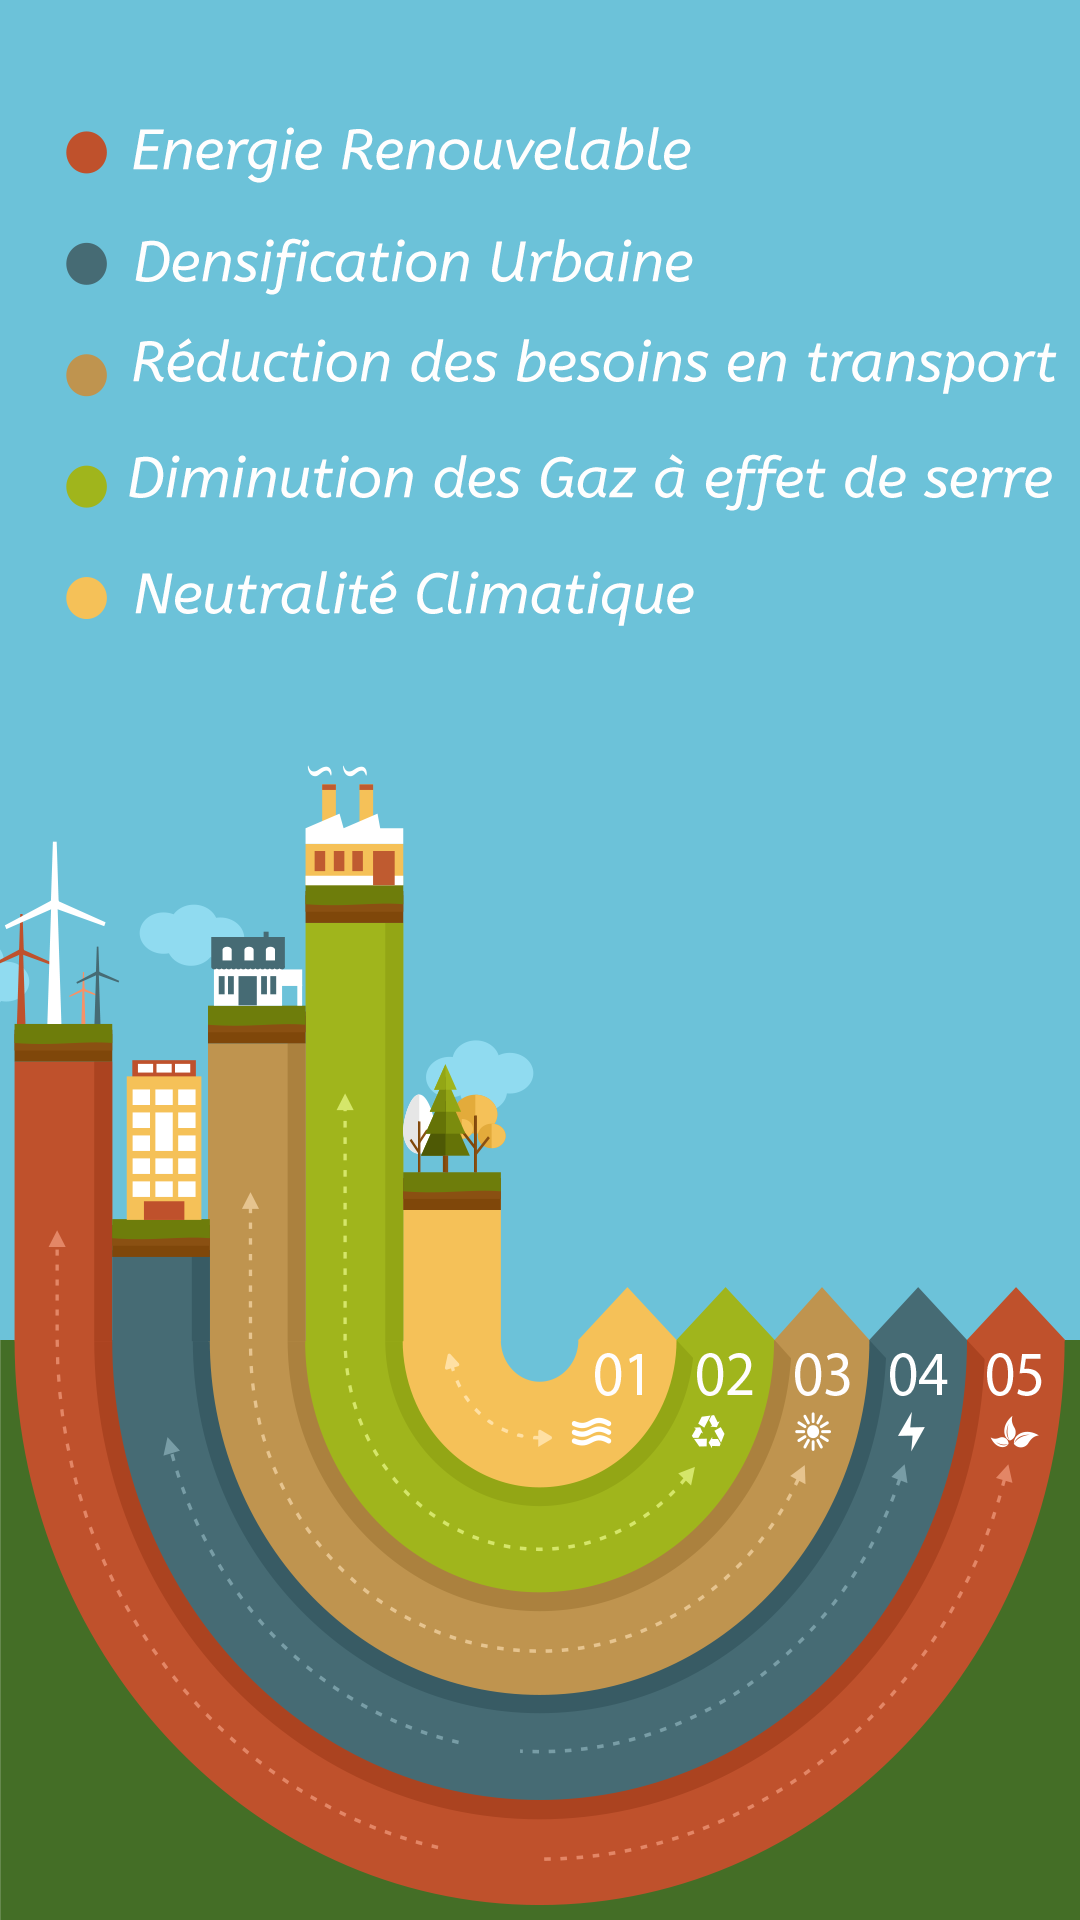 Energie Renouvelable
Densification Urbaine
Réduction des besoins en transport
Diminution des Gaz à effet de serre
Neutralité Climatique
01 02 03 04 05